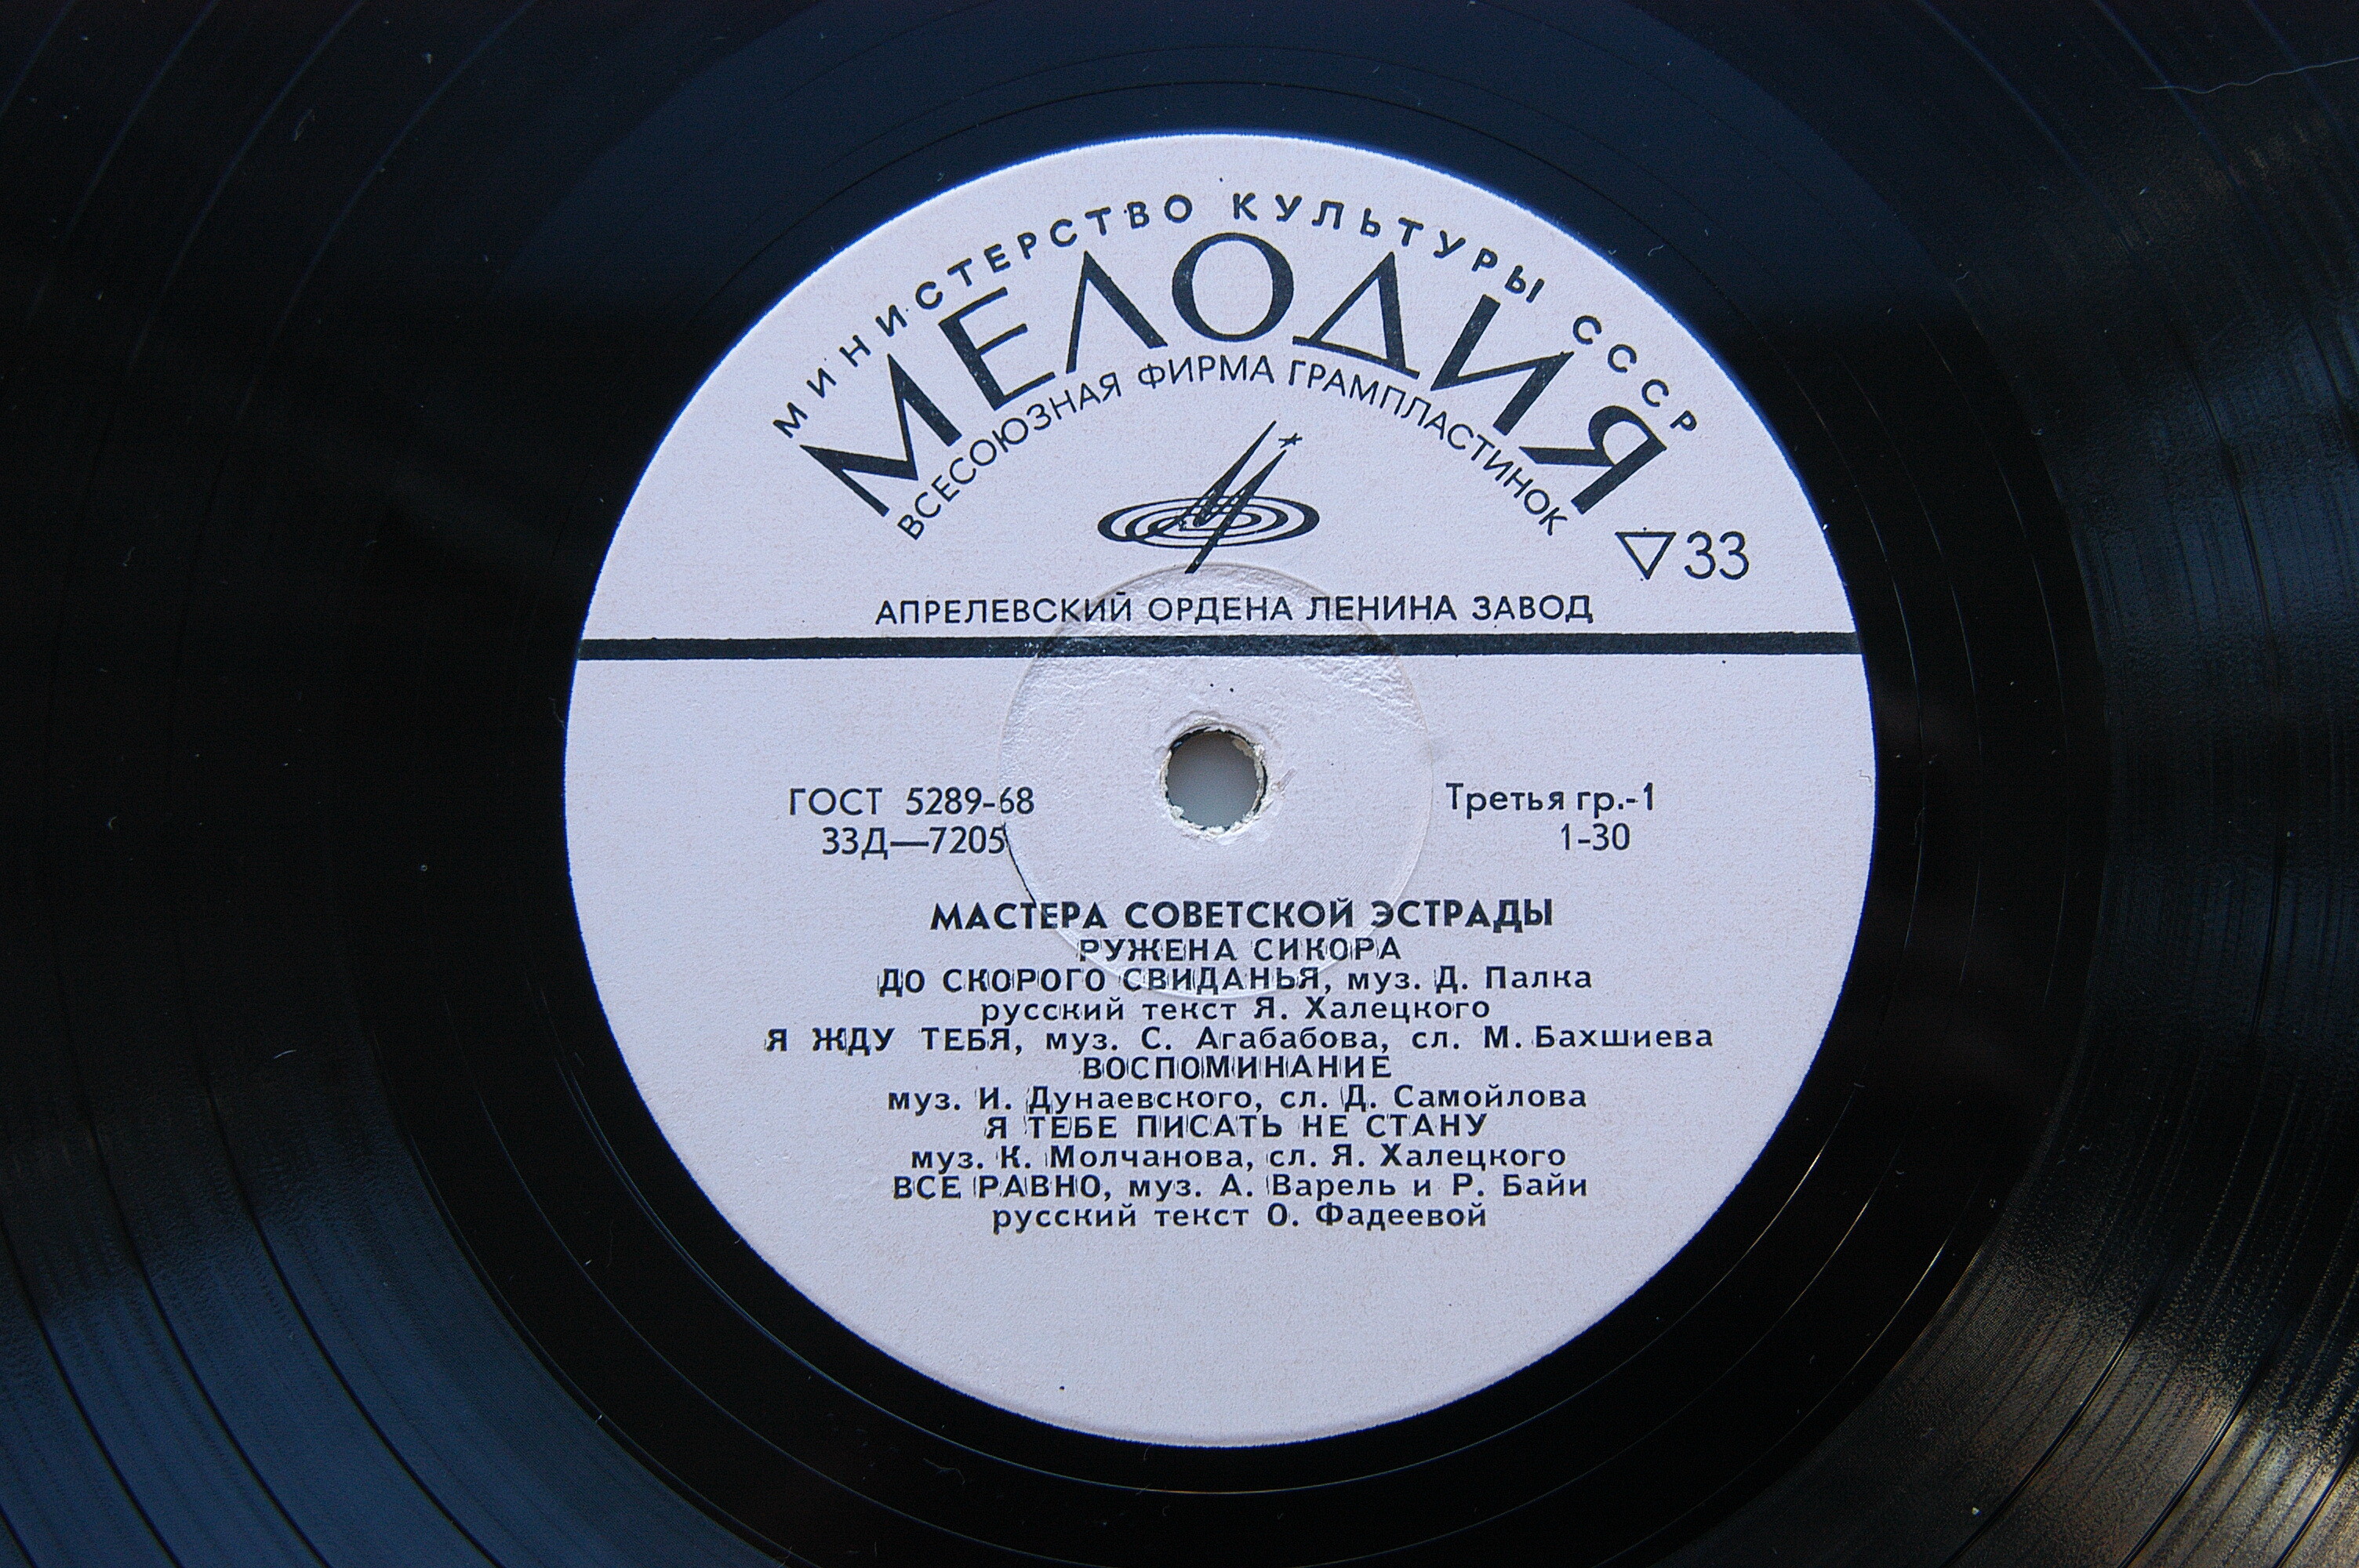 МИНИСТЕРСТВО КУЛЬТУРЫ СССР
МЕЛОДИЯ
ВСЕСОЮЗНАЯ ФИРМА ГРАМПЛАСТИНОК
▽33
АПРЕЛЕВСКИЙ ОРДЕНА ЛЕНИНА ЗАВОД
ГОСТ 5289-68
33Д—7205
Третья гр.-1
1-30
МАСТЕРА СОВЕТСКОЙ ЭСТРАДЫ
РУЖЕНА СИКОРА
ДО СКОРОГО СВИДАНЬЯ, муз. Д. Палка
русский текст Я. Халецкого
Я ЖДУ ТЕБЯ, муз. С. Агабабова, сл. М. Бахшиева
ВОСПОМИНАНИЕ
муз. И. Дунаевского, сл. Д. Самойлова
Я ТЕБЕ ПИСАТЬ НЕ СТАНУ
муз. К. Молчанова, сл. Я. Халецкого
ВСЕ РАВНО, муз. А. Варель и Р. Байи
русский текст О. Фадеевой